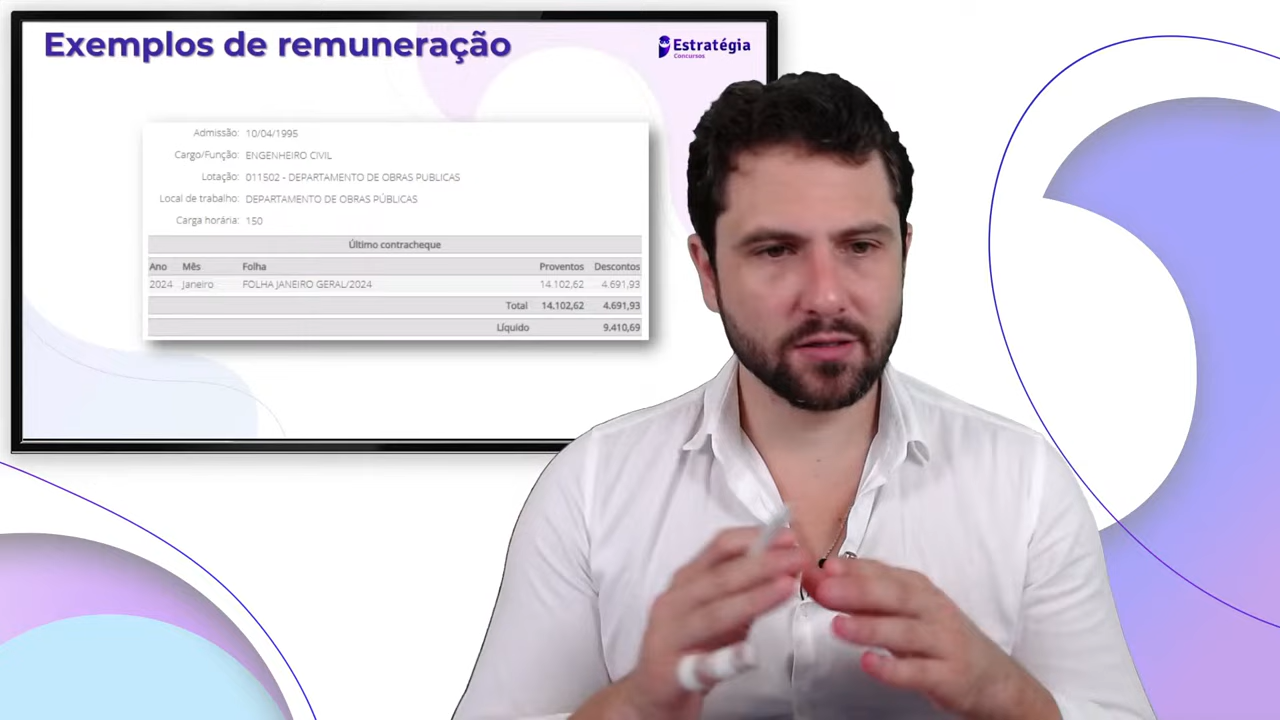 Exemplos de remuneração
Estratégia
Concursos
Admissão: 10/04/1995
Cargo/Função: ENGENHEIRO CIVIL
Lotação: 011502 - DEPARTAMENTO DE OBRAS PUBLICAS
Local de trabalho: DEPARTAMENTO DE OBRAS PÚBLICAS
Carga horária: 150
Último contracheque
Ano Mês Folha Proventos Descontos
2024 Janeiro FOLHA JANEIRO GERAL/2024 14.102,62 4.691,93
Total 14.102,62 4.691,93
Líquido 9.410,69